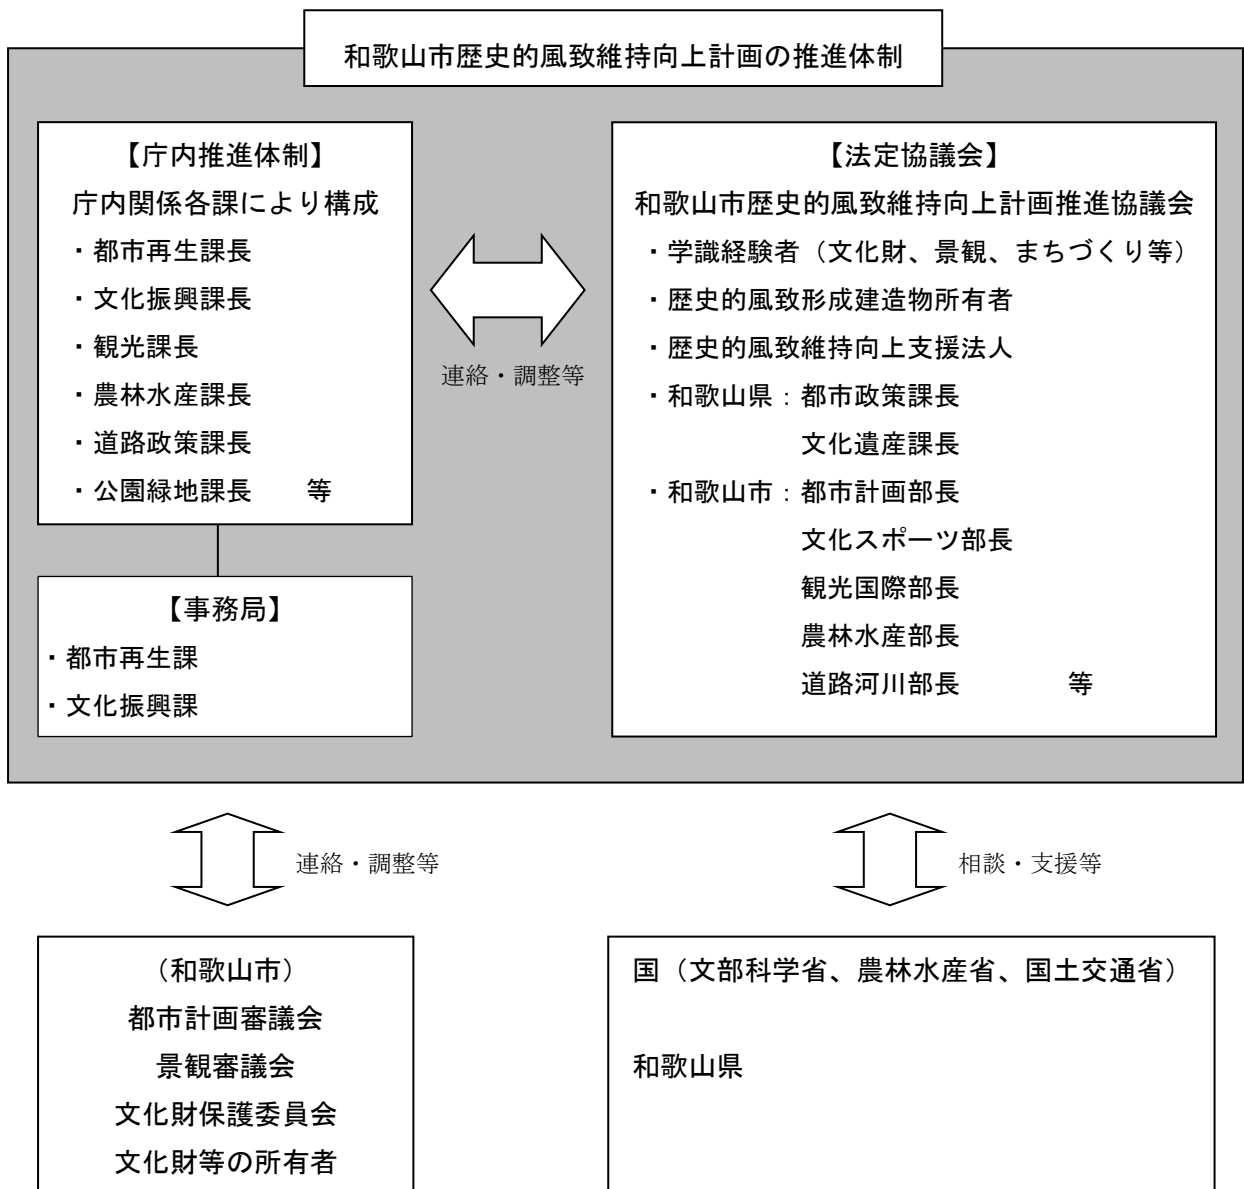 和歌山市歴史的風致維持向上計画の推進体制
【庁内推進体制】
庁内関係各課により構成
・都市再生課長
・文化振興課長
・観光課長
・農林水産課長
・道路政策課長
・公園緑地課長　　等
【事務局】
・都市再生課
・文化振興課
連絡・調整等
【法定協議会】
和歌山市歴史的風致維持向上計画推進協議会
・学識経験者（文化財、景観、まちづくり等）
・歴史的風致形成建造物所有者
・歴史的風致維持向上支援法人
・和歌山県：都市政策課長
文化遺産課長
・和歌山市：都市計画部長
文化スポーツ部長
観光国際部長
農林水産部長
道路河川部長　　　　等
連絡・調整等
相談・支援等
（和歌山市）
都市計画審議会
景観審議会
文化財保護委員会
文化財等の所有者
国（文部科学省、農林水産省、国土交通省）
和歌山県